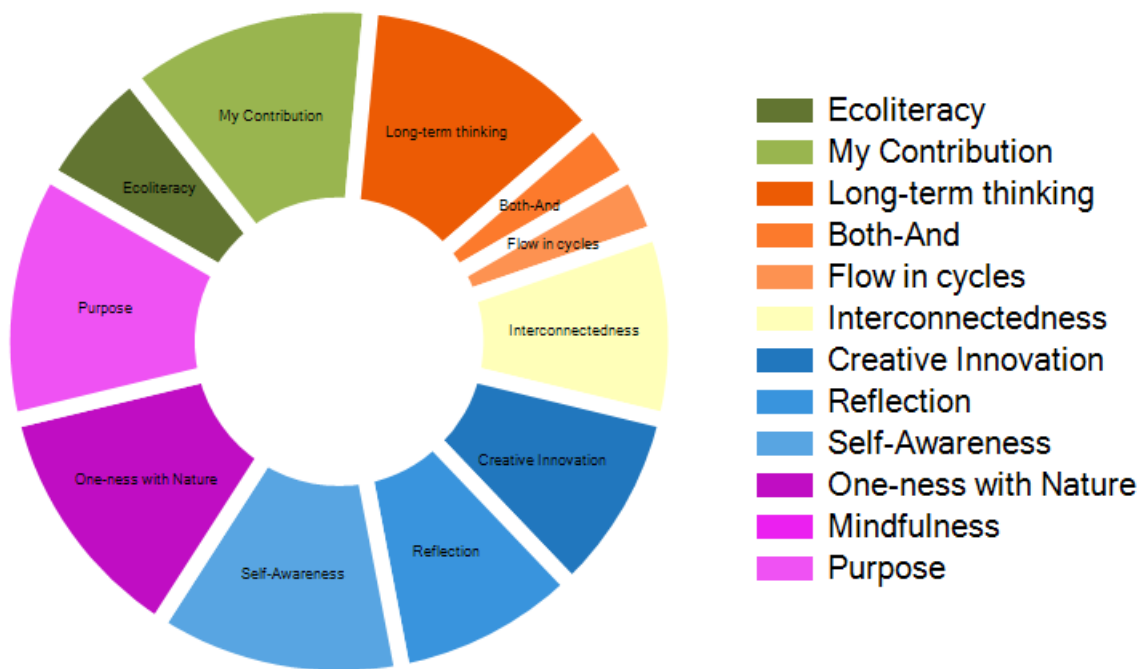 My Contribution
Long-term thinking
Ecoliteracy
Both-And
Flow in cycles
Purpose
Interconnectedness
Creative Innovation
One-ness with Nature
Reflection
Self-Awareness
Ecoliteracy
My Contribution
Long-term thinking
Both-And
Flow in cycles
Interconnectedness
Creative Innovation
Reflection
Self-Awareness
One-ness with Nature
Mindfulness
Purpose